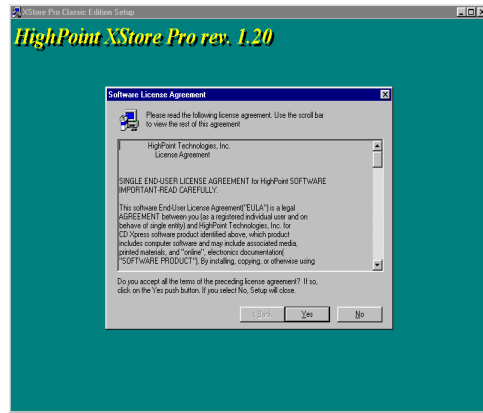 XStore Pro Classic Edition Setup
HighPoint XStore Pro rev. 1.20
Software License Agreement
Please read the following license agreement. Use the scroll bar
to view the rest of this agreement
HighPoint Technologies, Inc.
License Agreement
SINGLE END-USER LICENSE AGREEMENT for HighPoint SOFTWARE
IMPORTANT-READ CAREFULLY.
This software End-User License Agreement("EULA") is a legal
AGREEMENT between you (as a registered individual user and on
behave of single entity) and HighPoint Technologies, Inc. for
CD Xpress software product identified above, which product
includes computer software and may include associated media,
printed materials, and "online", electronics documentation(
"SOFTWARE PRODUCT"). By installing, copying, or otherwise using
Do you accept all the terms of the preceding license agreement? If so,
click on the Yes push button. If you select No, Setup will close.
< Back
Yes
No